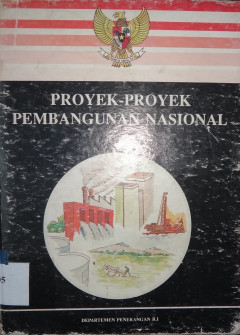 PROYEK-PROYEK
PEMBANGUNAN NASIONAL
DEPARTEMEN PENERANGAN R.I